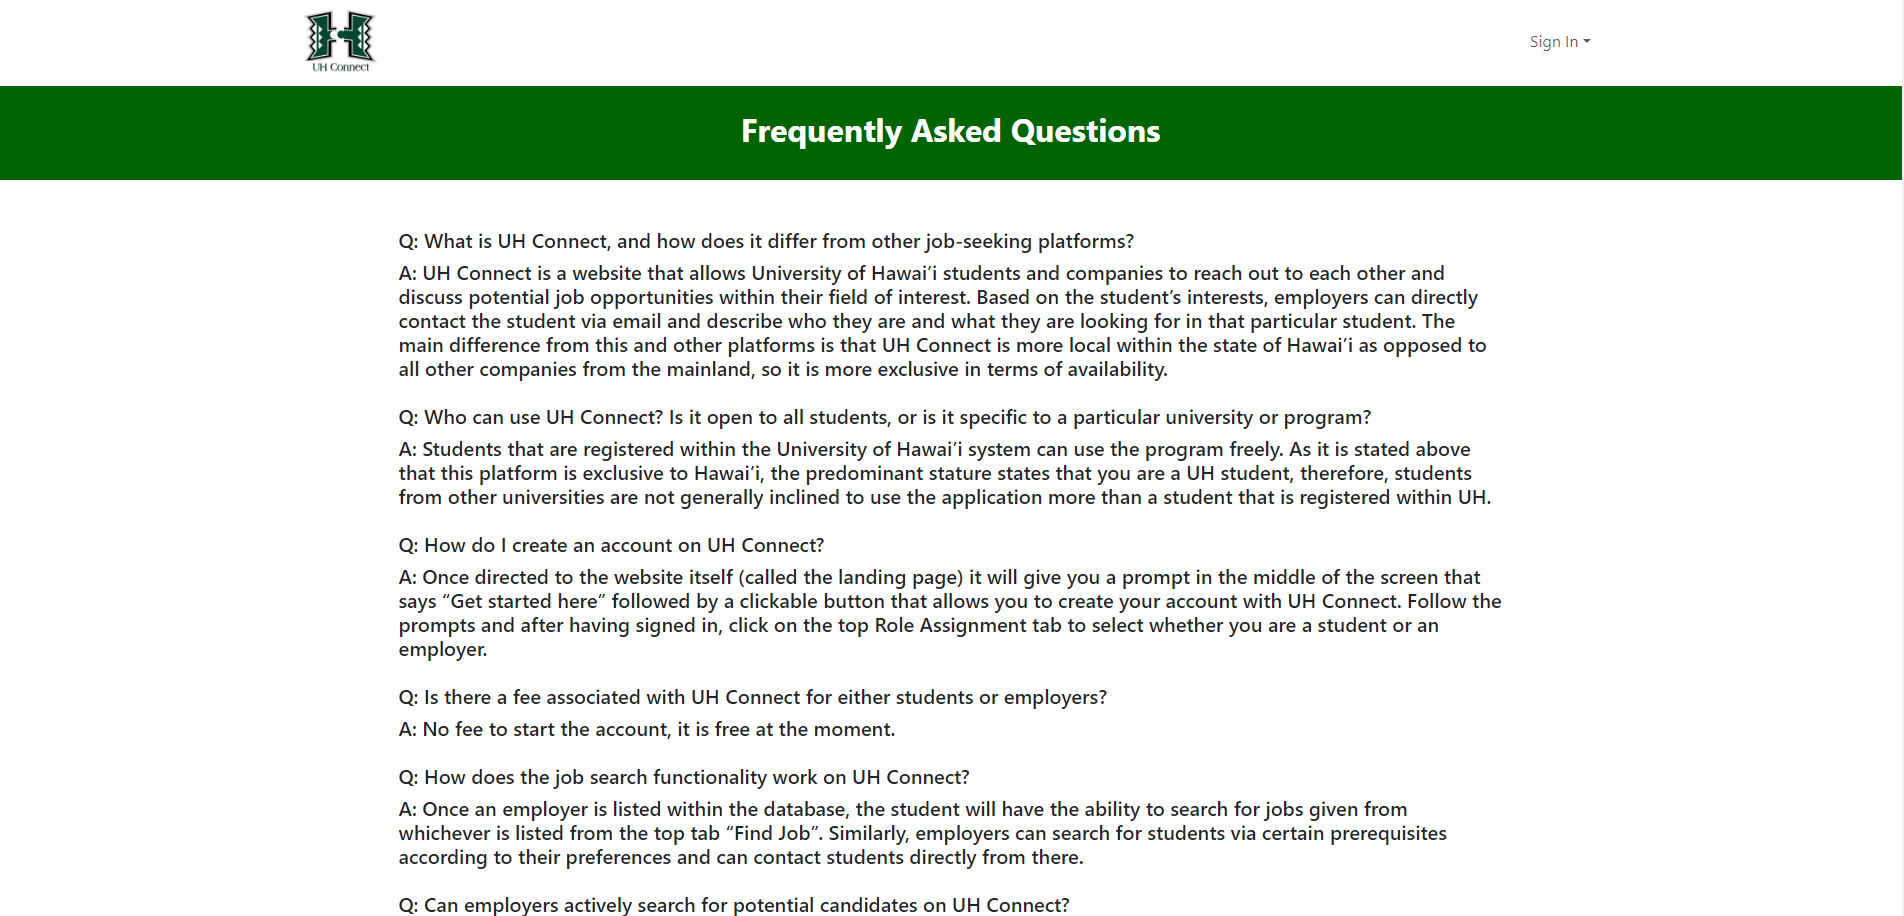 UH Connect
Sign In
Frequently Asked Questions
Q: What is UH Connect, and how does it differ from other job-seeking platforms?
A: UH Connect is a website that allows University of Hawai’i students and companies to reach out to each other and
discuss potential job opportunities within their field of interest. Based on the student’s interests, employers can directly
contact the student via email and describe who they are and what they are looking for in that particular student. The
main difference from this and other platforms is that UH Connect is more local within the state of Hawai’i as opposed to
all other companies from the mainland, so it is more exclusive in terms of availability.
Q: Who can use UH Connect? Is it open to all students, or is it specific to a particular university or program?
A: Students that are registered within the University of Hawai’i system can use the program freely. As it is stated above
that this platform is exclusive to Hawai’i, the predominant stature states that you are a UH student, therefore, students
from other universities are not generally inclined to use the application more than a student that is registered within UH.
Q: How do I create an account on UH Connect?
A: Once directed to the website itself (called the landing page) it will give you a prompt in the middle of the screen that
says “Get started here” followed by a clickable button that allows you to create your account with UH Connect. Follow the
prompts and after having signed in, click on the top Role Assignment tab to select whether you are a student or an
employer.
Q: Is there a fee associated with UH Connect for either students or employers?
A: No fee to start the account, it is free at the moment.
Q: How does the job search functionality work on UH Connect?
A: Once an employer is listed within the database, the student will have the ability to search for jobs given from
whichever is listed from the top tab “Find Job”. Similarly, employers can search for students via certain prerequisites
according to their preferences and can contact students directly from there.
Q: Can employers actively search for potential candidates on UH Connect?